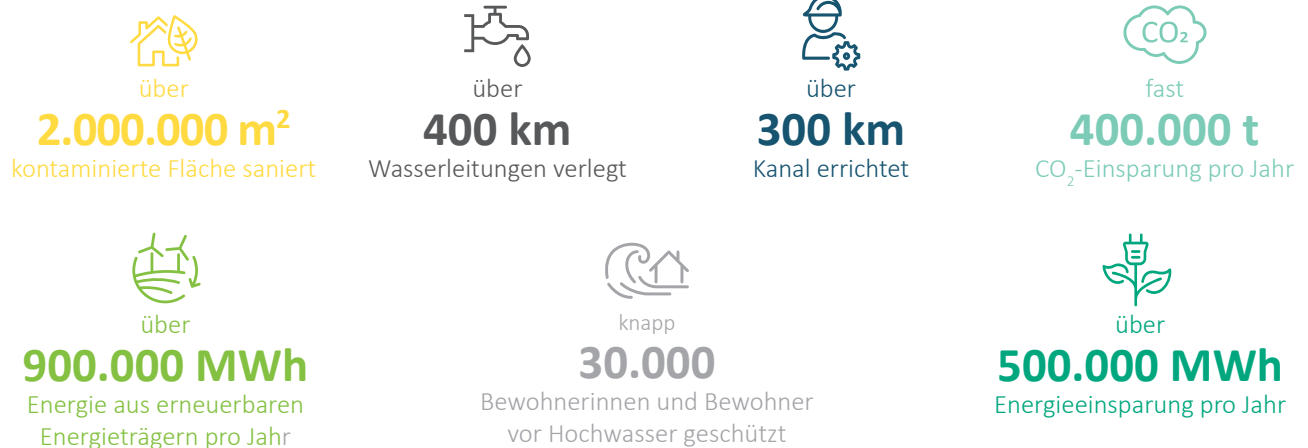 über
2.000.000 m²
kontaminierte Fläche saniert
über
400 km
Wasserleitungen verlegt
über
300 km
Kanal errichtet
CO₂
fast
400.000 t
CO₂-Einsparung pro Jahr
über
900.000 MWh
Energie aus erneuerbaren
Energieträgern pro Jahr
knapp
30.000
Bewohnerinnen und Bewohner
vor Hochwasser geschützt
über
500.000 MWh
Energieeinsparung pro Jahr